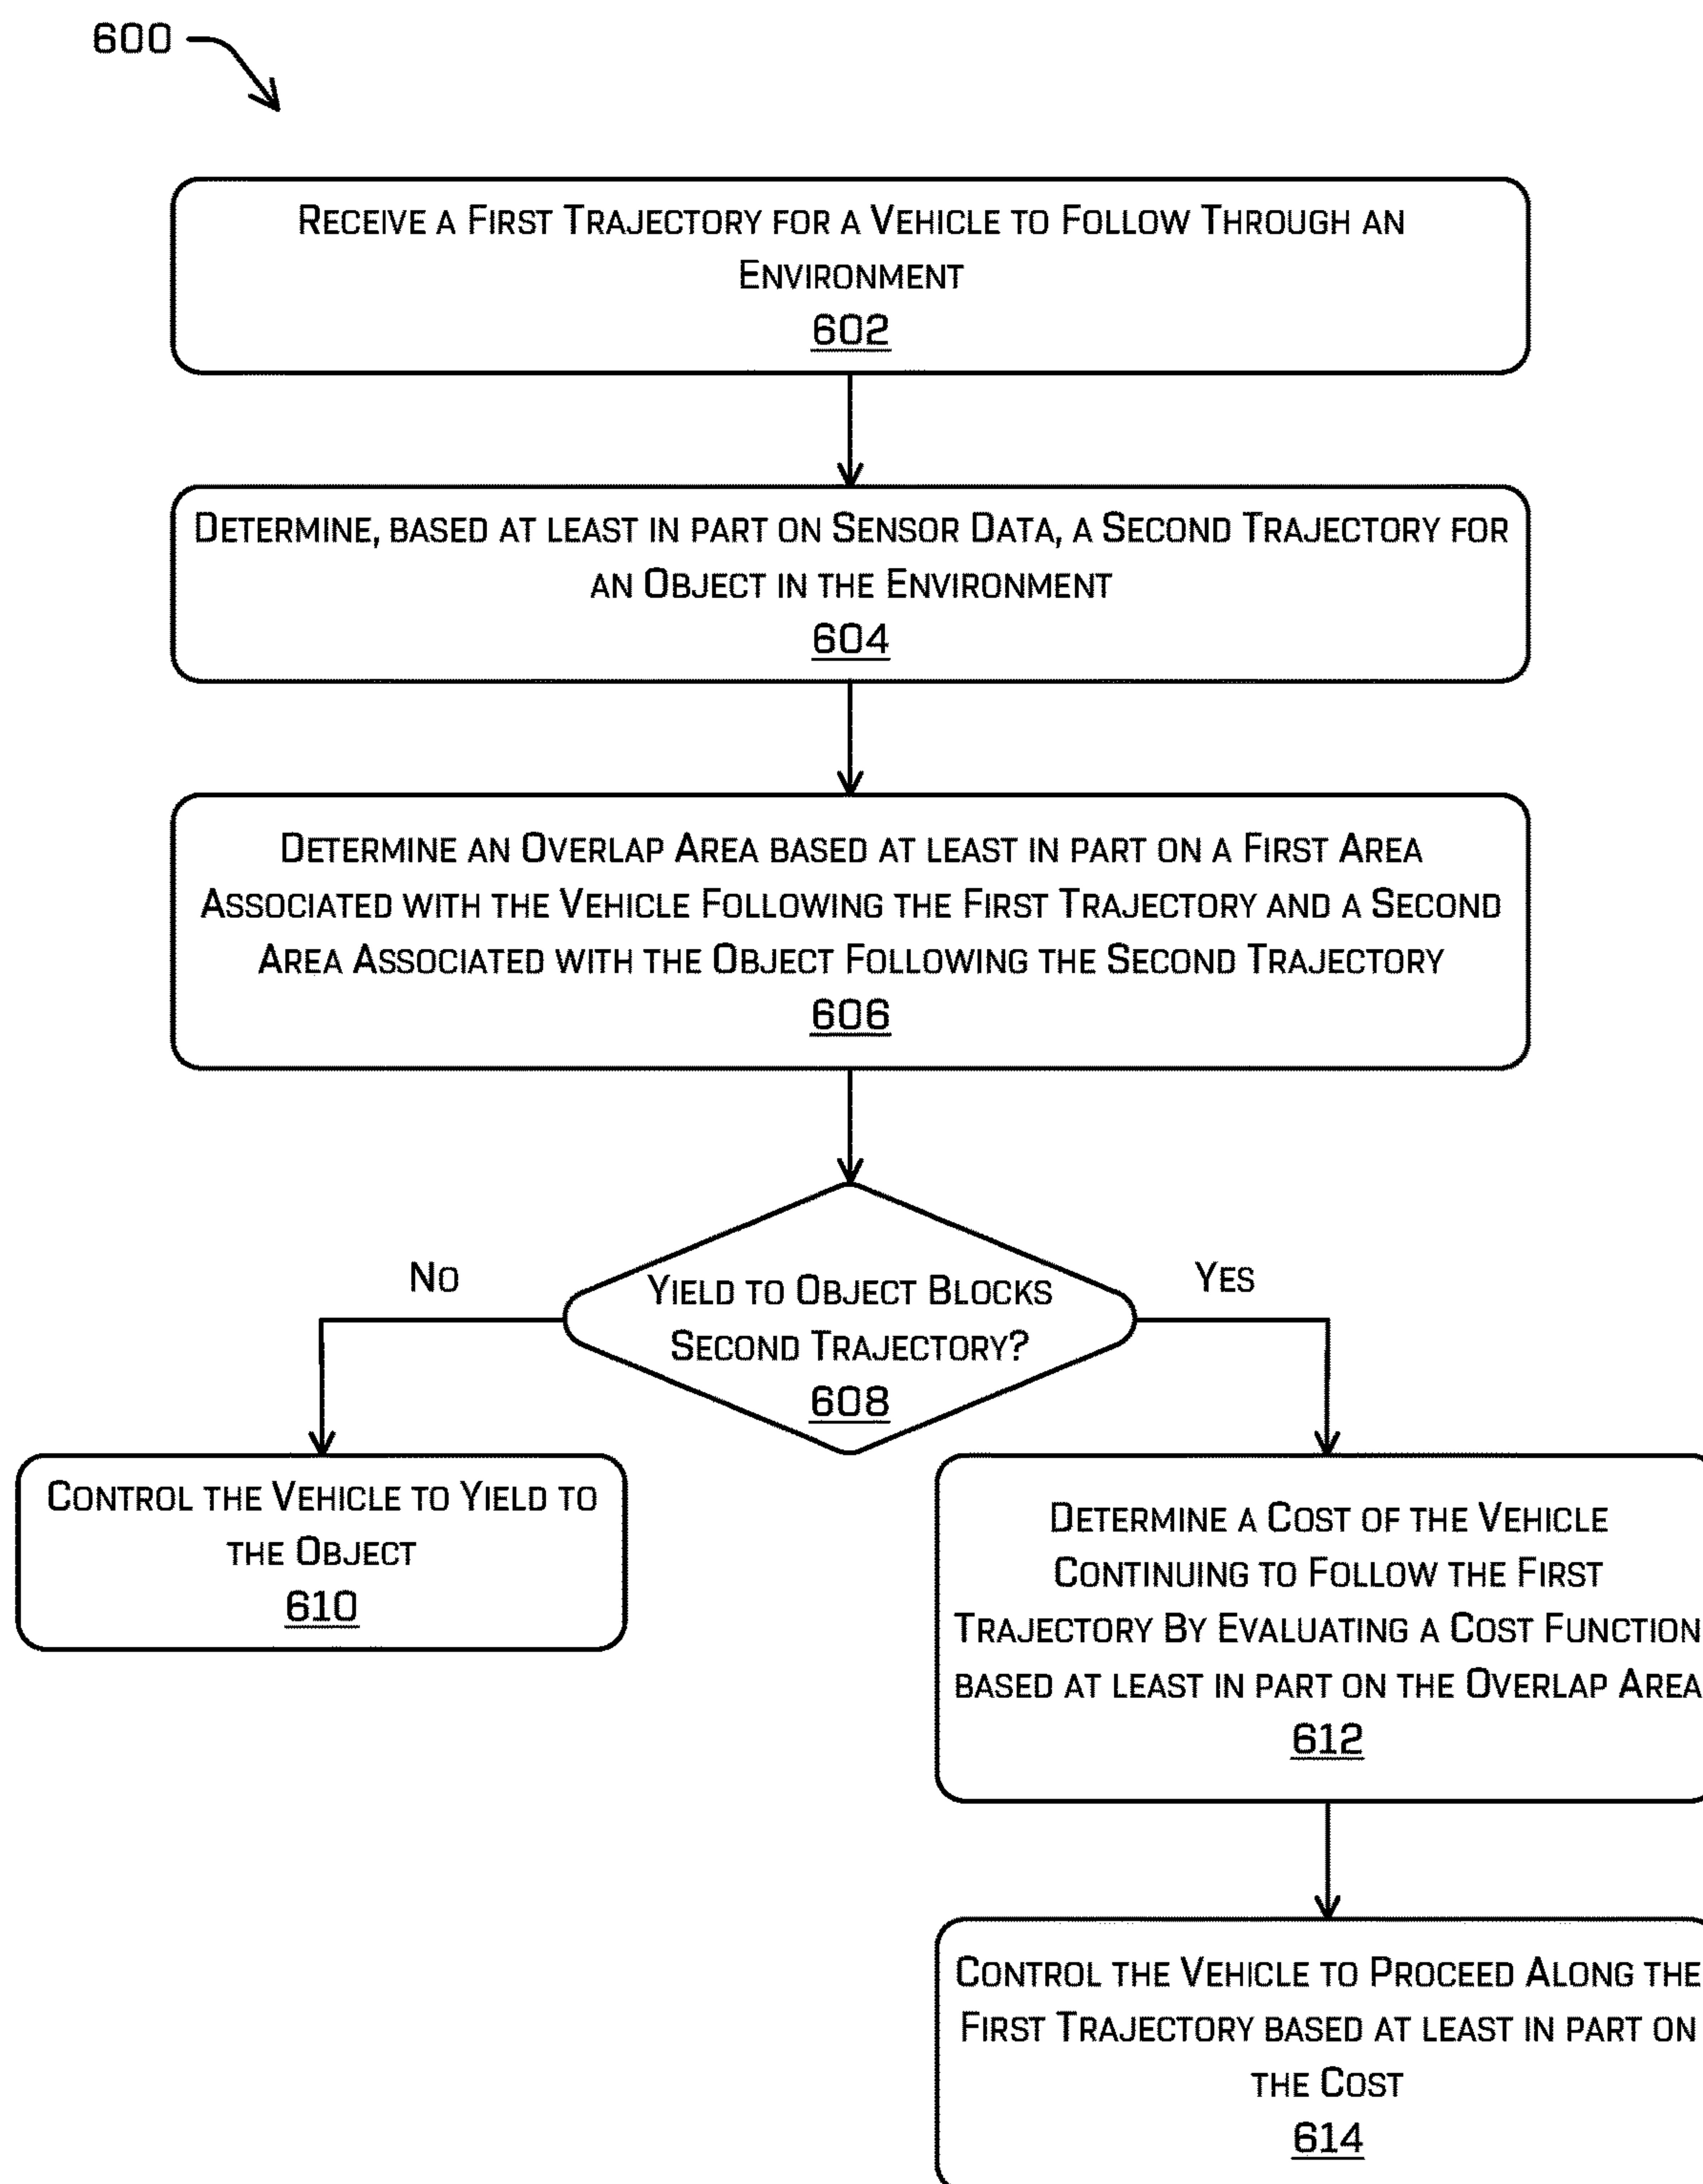 600
RECEIVE A FIRST TRAJECTORY FOR A VEHICLE TO FOLLOW THROUGH AN
ENVIRONMENT
602
DETERMINE, BASED AT LEAST IN PART ON SENSOR DATA, A SECOND TRAJECTORY FOR
AN OBJECT IN THE ENVIRONMENT
604
DETERMINE AN OVERLAP AREA BASED AT LEAST IN PART ON A FIRST AREA
ASSOCIATED WITH THE VEHICLE FOLLOWING THE FIRST TRAJECTORY AND A SECOND
AREA ASSOCIATED WITH THE OBJECT FOLLOWING THE SECOND TRAJECTORY
606
NO
YES
YIELD TO OBJECT BLOCKS
SECOND TRAJECTORY?
608
CONTROL THE VEHICLE TO YIELD TO
THE OBJECT
610
DETERMINE A COST OF THE VEHICLE
CONTINUING TO FOLLOW THE FIRST
TRAJECTORY BY EVALUATING A COST FUNCTION
BASED AT LEAST IN PART ON THE OVERLAP AREA
612
CONTROL THE VEHICLE TO PROCEED ALONG THE
FIRST TRAJECTORY BASED AT LEAST IN PART ON
THE COST
614